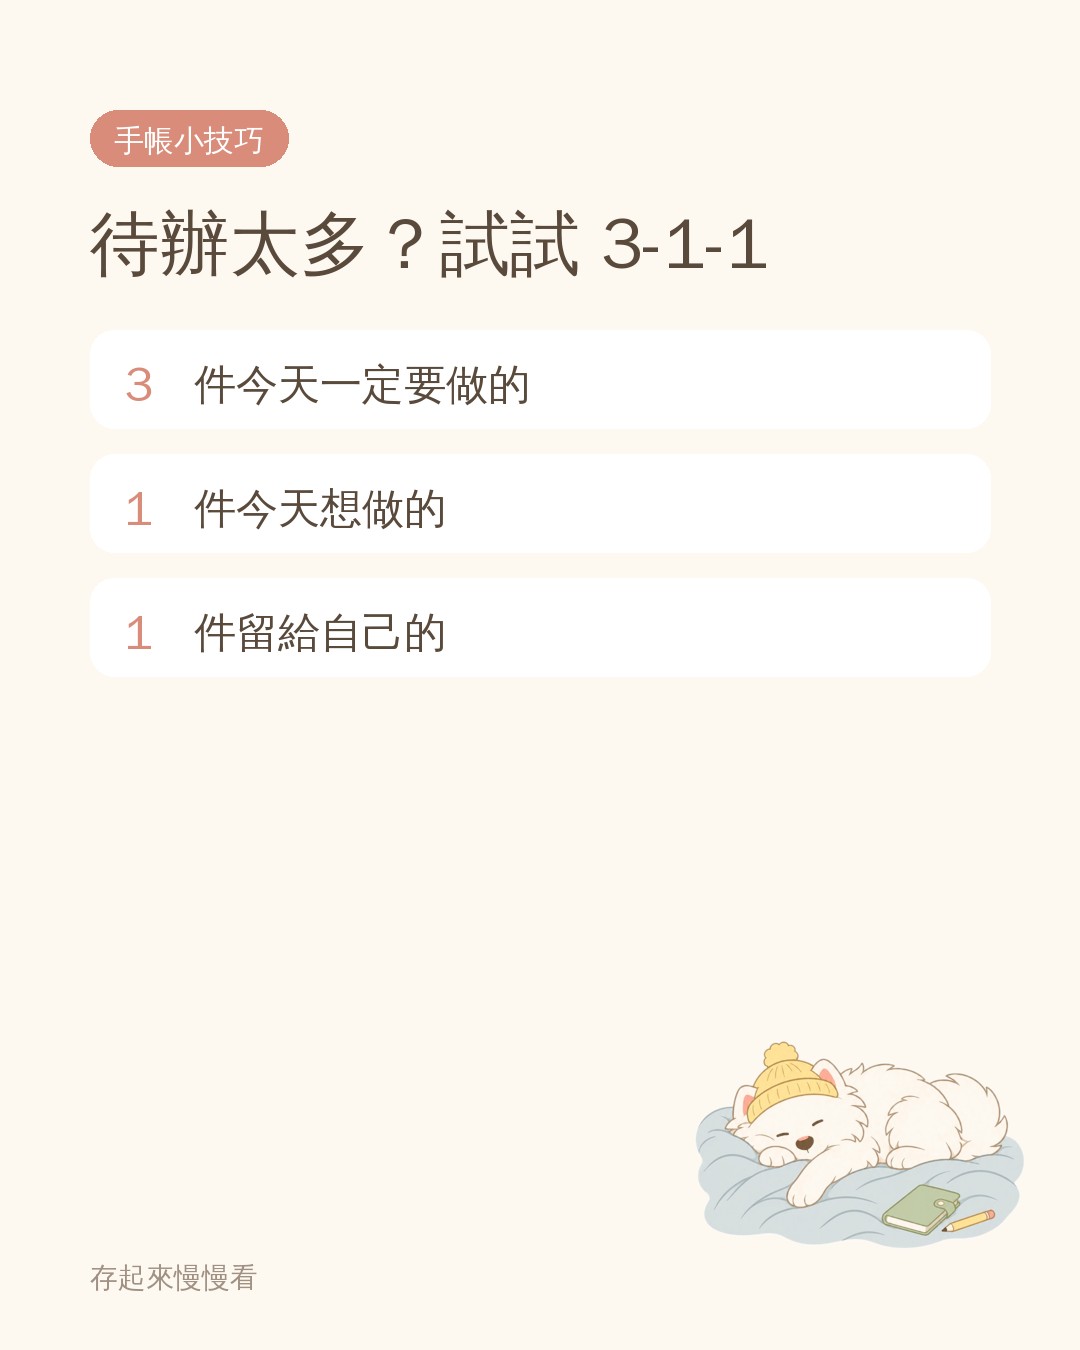 手帳小技巧
待辦太多？試試 3-1-1
3 件今天一定要做的
1 件今天想做的
1 件留給自己的
存起來慢慢看